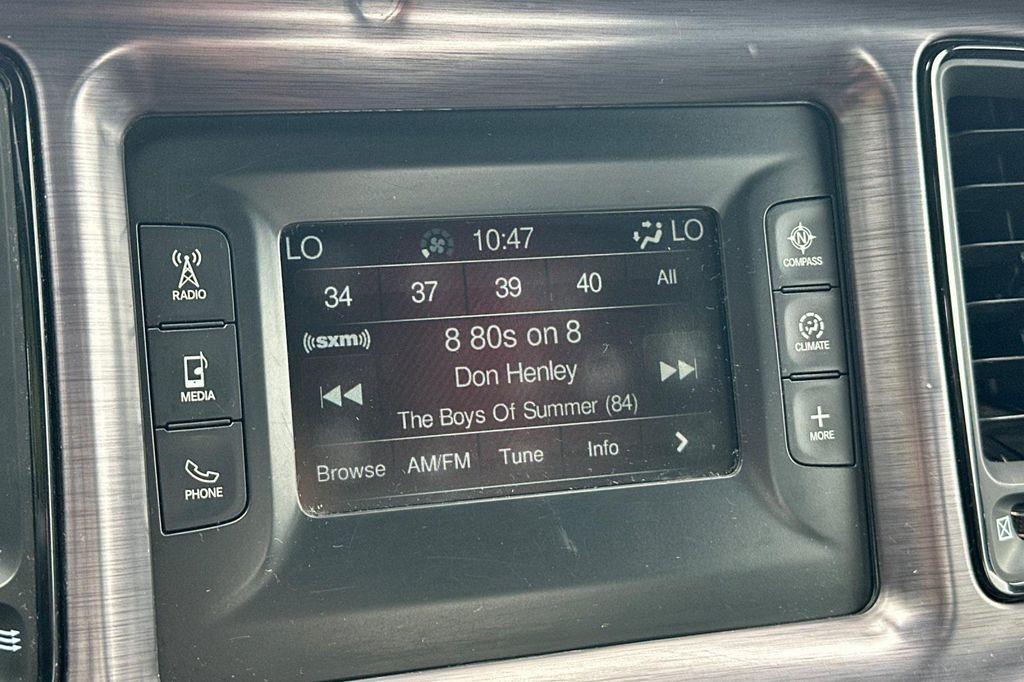 LO 10:47 LO
34 37 39 40 All
((sxm)) 8 80s on 8
Don Henley
The Boys Of Summer (84)
Browse AM/FM Tune Info
RADIO
MEDIA
PHONE
N
COMPASS
CLIMATE
MORE